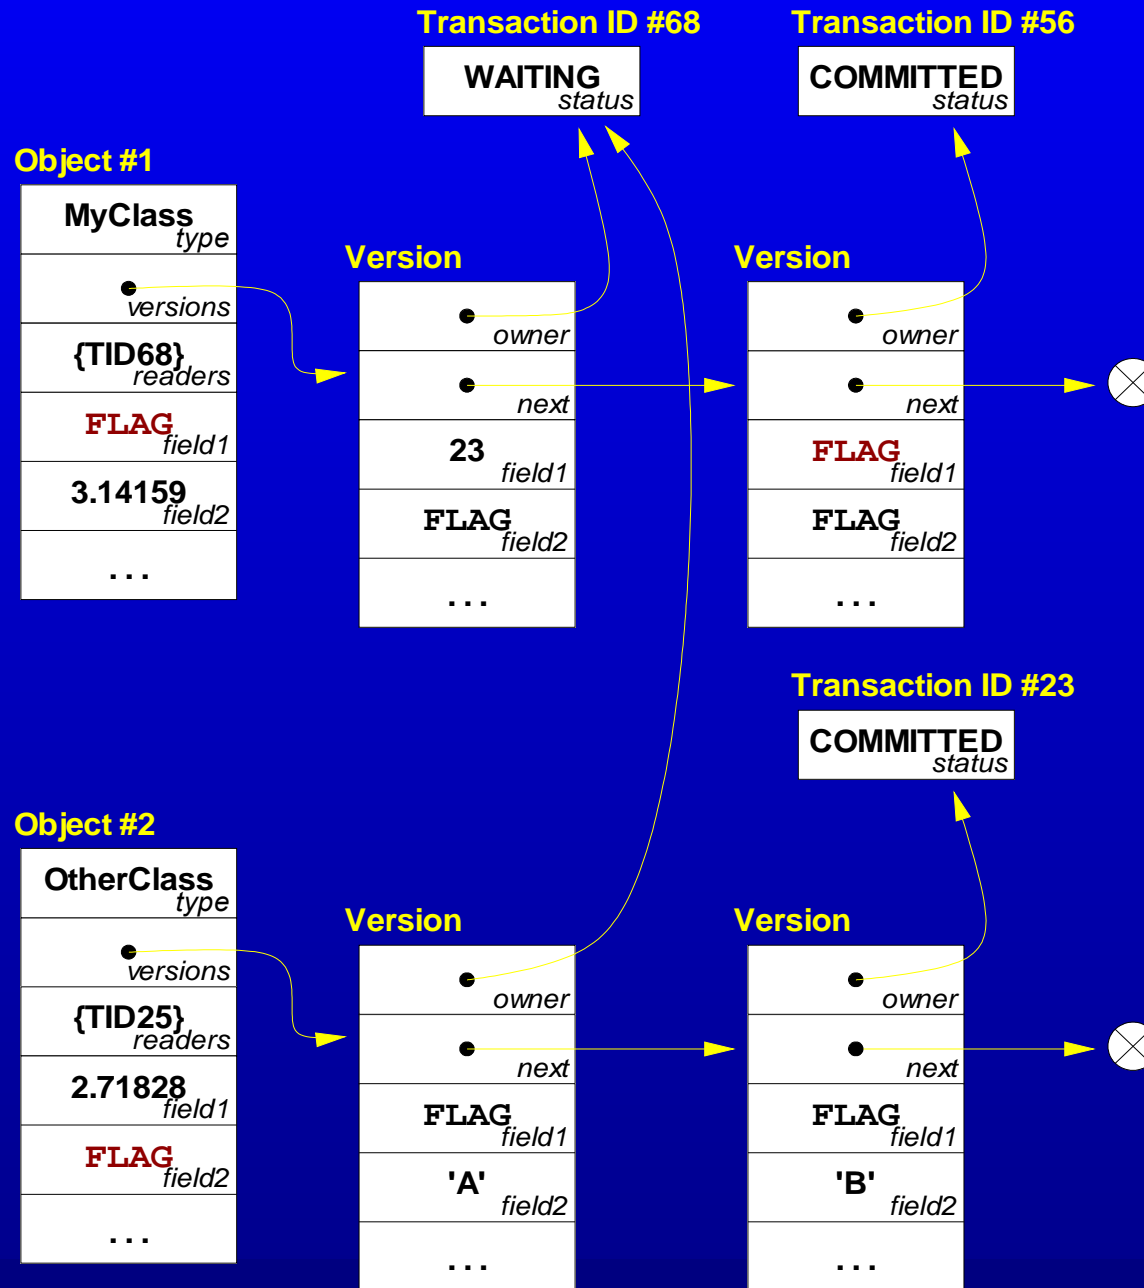 Transaction ID #68
WAITING
status
Transaction ID #56
COMMITTED
status
Object #1
MyClass
type
versions
{TID68}
readers
FLAG
field1
3.14159
field2
. . .
Version
owner
next
23
field1
FLAG
field2
. . .
Version
owner
next
FLAG
field1
FLAG
field2
. . .
Transaction ID #23
COMMITTED
status
Object #2
OtherClass
type
versions
{TID25}
readers
2.71828
field1
FLAG
field2
. . .
Version
owner
next
FLAG
field1
'A'
field2
. . .
Version
owner
next
FLAG
field1
'B'
field2
. . .